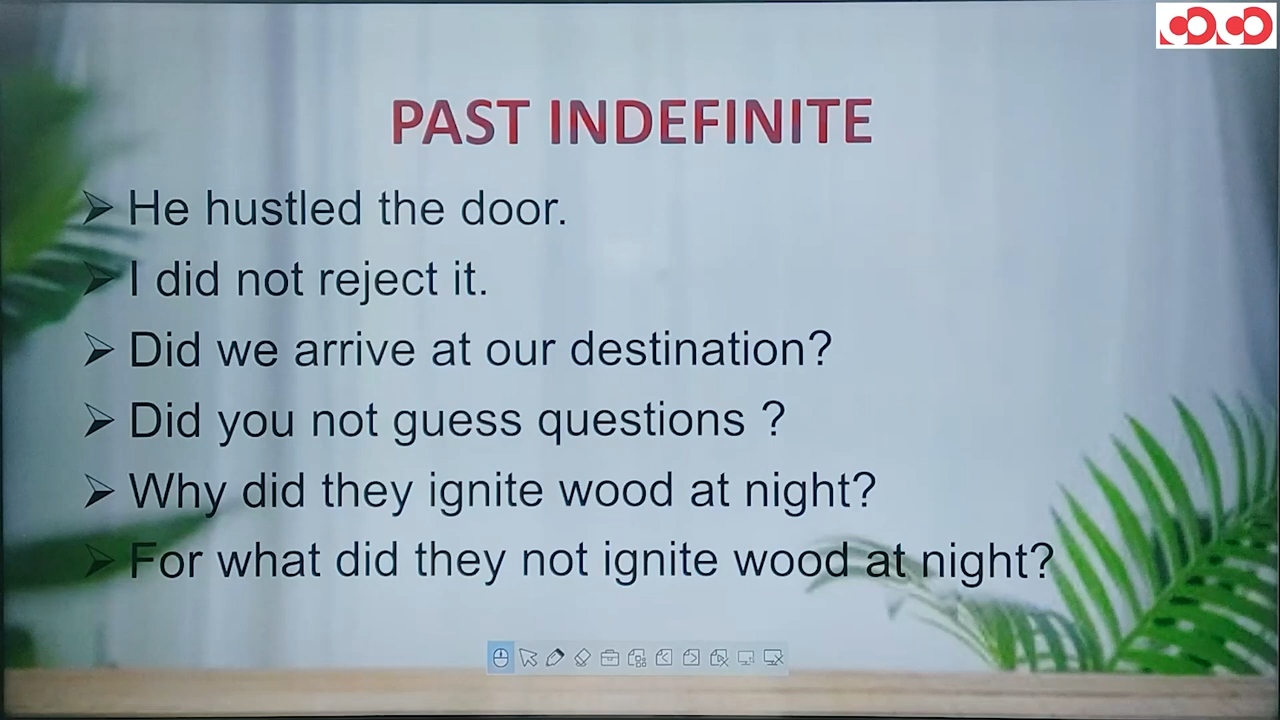 PAST INDEFINITE
He hustled the door.
I did not reject it.
Did we arrive at our destination?
Did you not guess questions ?
Why did they ignite wood at night?
For what did they not ignite wood at night?